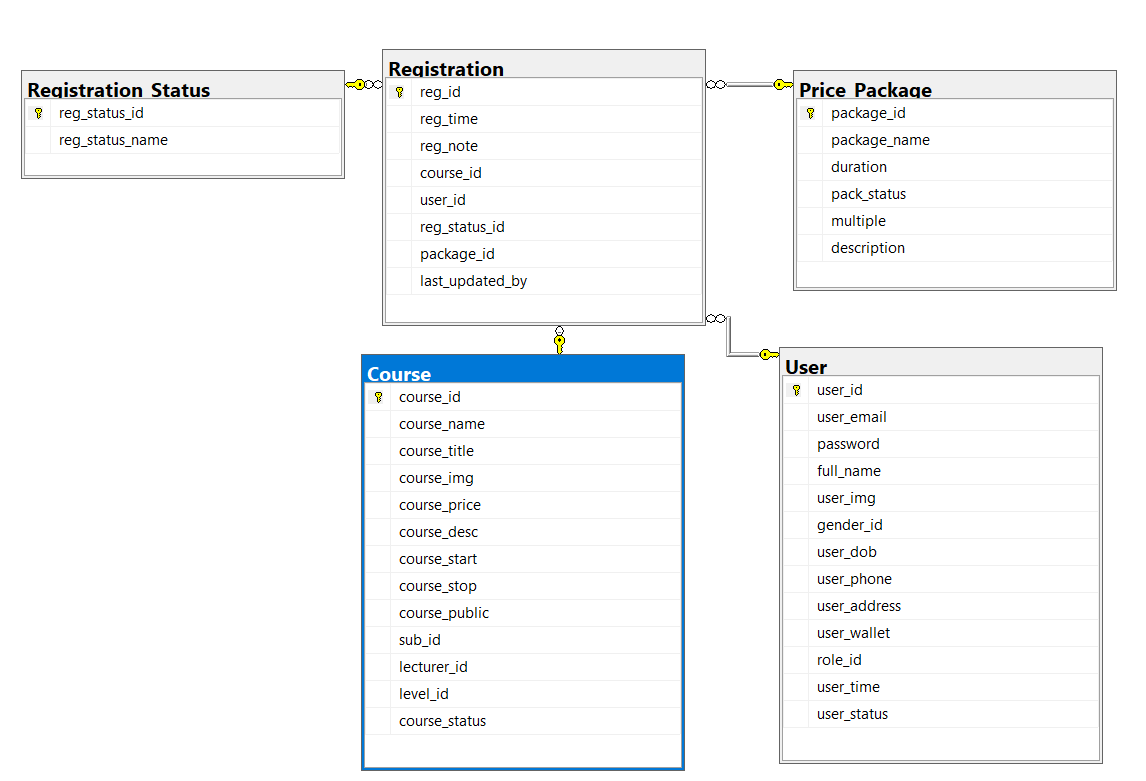 Registration_Status
reg_status_id
reg_status_name
Registration
reg_id
reg_time
reg_note
course_id
user_id
reg_status_id
package_id
last_updated_by
Price_Package
package_id
package_name
duration
pack_status
multiple
description
Course
course_id
course_name
course_title
course_img
course_price
course_desc
course_start
course_stop
course_public
sub_id
lecturer_id
level_id
course_status
User
user_id
user_email
password
full_name
user_img
gender_id
user_dob
user_phone
user_address
user_wallet
role_id
user_time
user_status